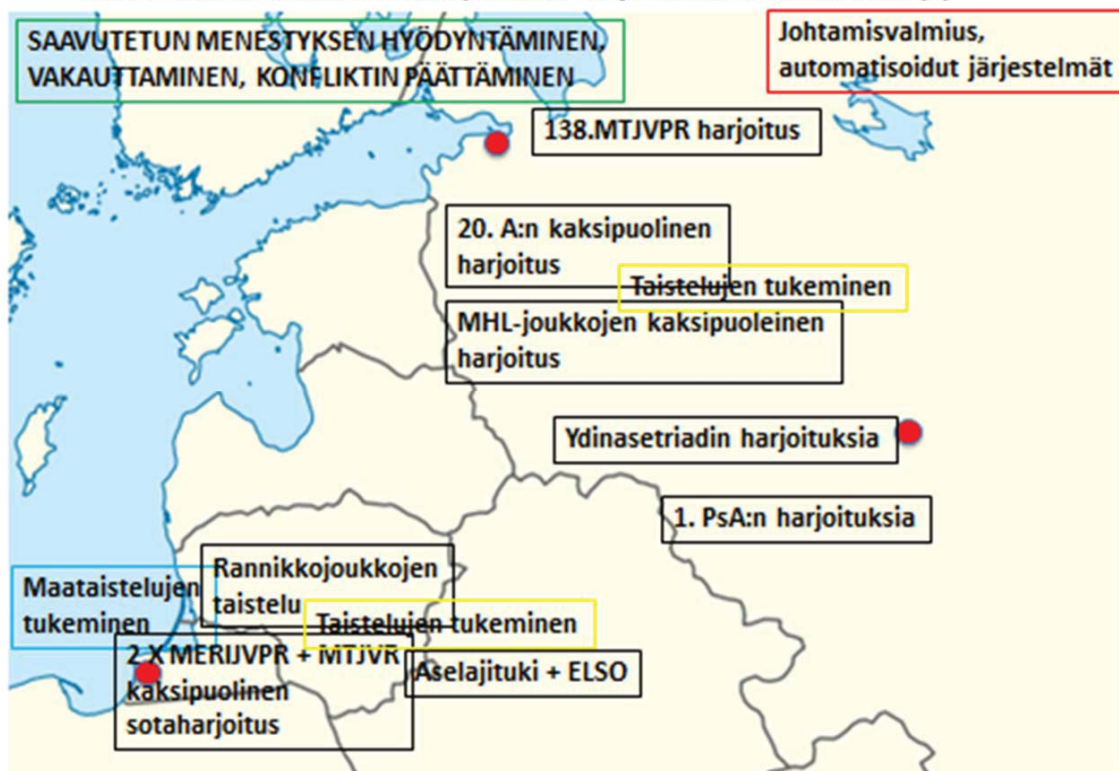 SAAVUTETUN MENESTYKSEN HYÖDYNTÄMINEN,
VAKAUTTAMINEN, KONFLIKTIN PÄÄTTÄMINEN
Johtamisvalmius,
automatisoidut järjestelmät
138.MTJVPR harjoitus
20. A:n kaksipuolinen
harjoitus
Taistelujen tukeminen
MHL-joukkojen kaksipuoleinen
harjoitus
Ydinasetriadin harjoituksia
1. PsA:n harjoituksia
Rannikkojoukkojen
taistelu
Maataistelujen
tukeminen
Taistelujen tukeminen
2 X MERIJVPR + MTJVR
kaksipuolinen
sotaharjoitus
Aselajituki + ELSO